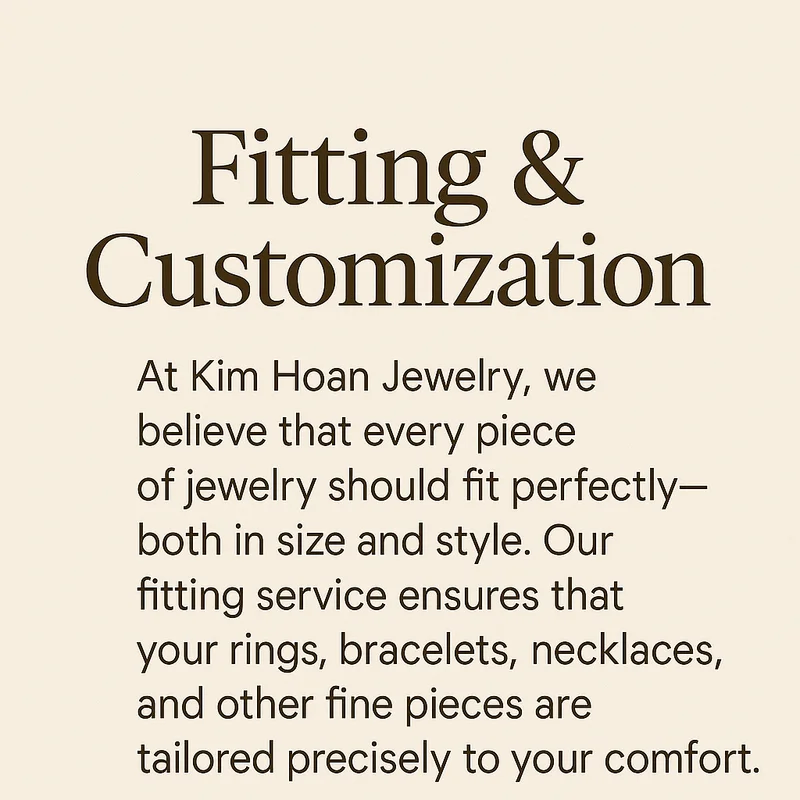 Fitting &
Customization
At Kim Hoan Jewelry, we
believe that every piece
of jewelry should fit perfectly—
both in size and style. Our
fitting service ensures that
your rings, bracelets, necklaces,
and other fine pieces are
tailored precisely to your comfort.